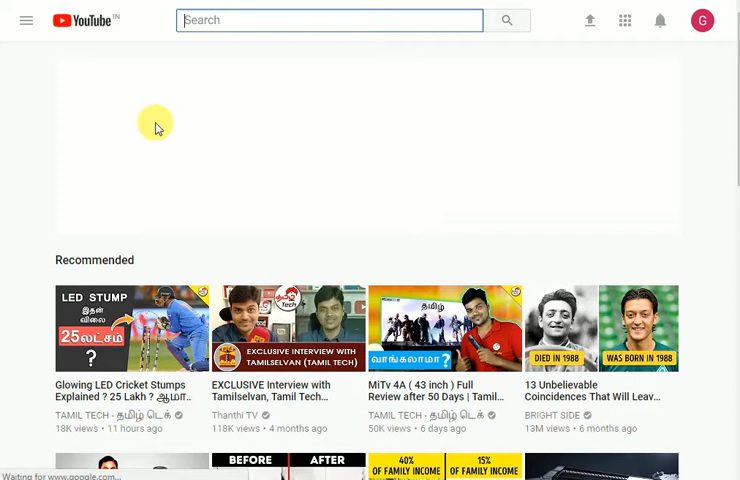 YouTube IN
Search
G
Recommended
LED STUMP
இதன்
விலை
25லட்சம்
?
தமிழ்
Tech
EXCLUSIVE INTERVIEW WITH
TAMILSELVAN (TAMIL TECH)
தமிழ்
வாங்கலாமா?
DIED IN 1988
WAS BORN IN 1988
Glowing LED Cricket Stumps
Explained ? 25 Lakh ? ஆமா...
TAMIL TECH - தமிழ் டெக்
18K views • 11 hours ago
EXCLUSIVE Interview with
Tamilselvan, Tamil Tech...
Thanthi TV
118K views • 4 months ago
MiTv 4A ( 43 inch ) Full
Review after 50 Days | Tamil...
TAMIL TECH - தமிழ் டெக்
50K views • 6 days ago
13 Unbelievable
Coincidences That Will Leav...
BRIGHT SIDE
13M views • 6 months ago
BEFORE
AFTER
40%
OF FAMILY INCOME
15%
OF FAMILY INCOME
Waiting for www.google.com...